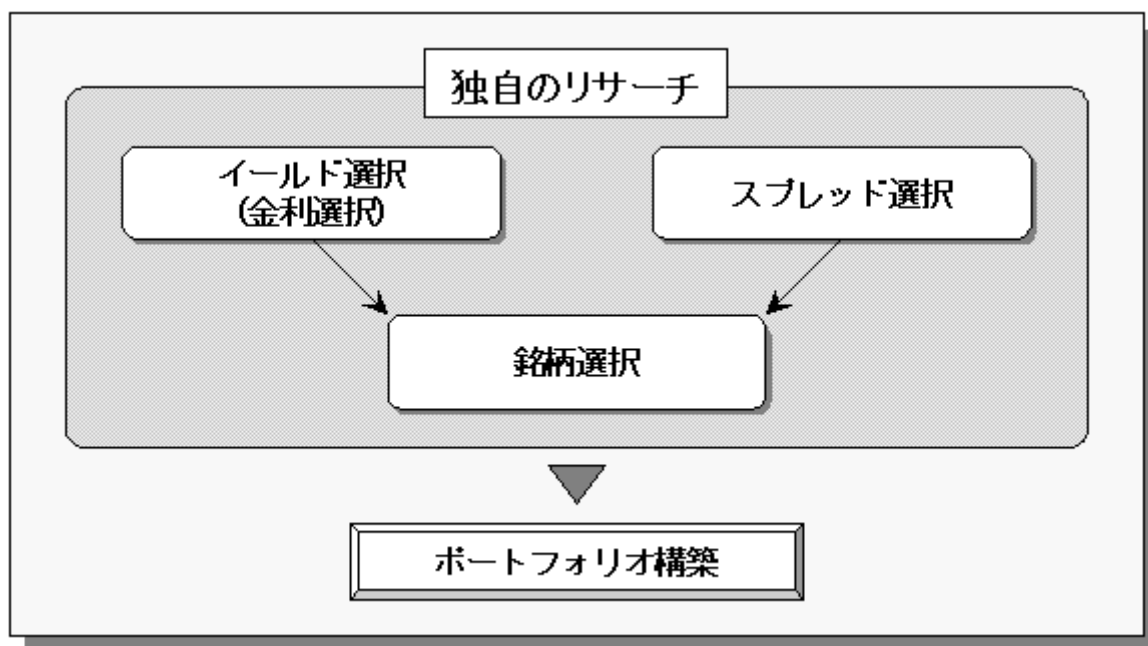 独自のリサーチ
イールド選択
(金利選択)
スプレッド選択
銘柄選択
ポートフォリオ構築